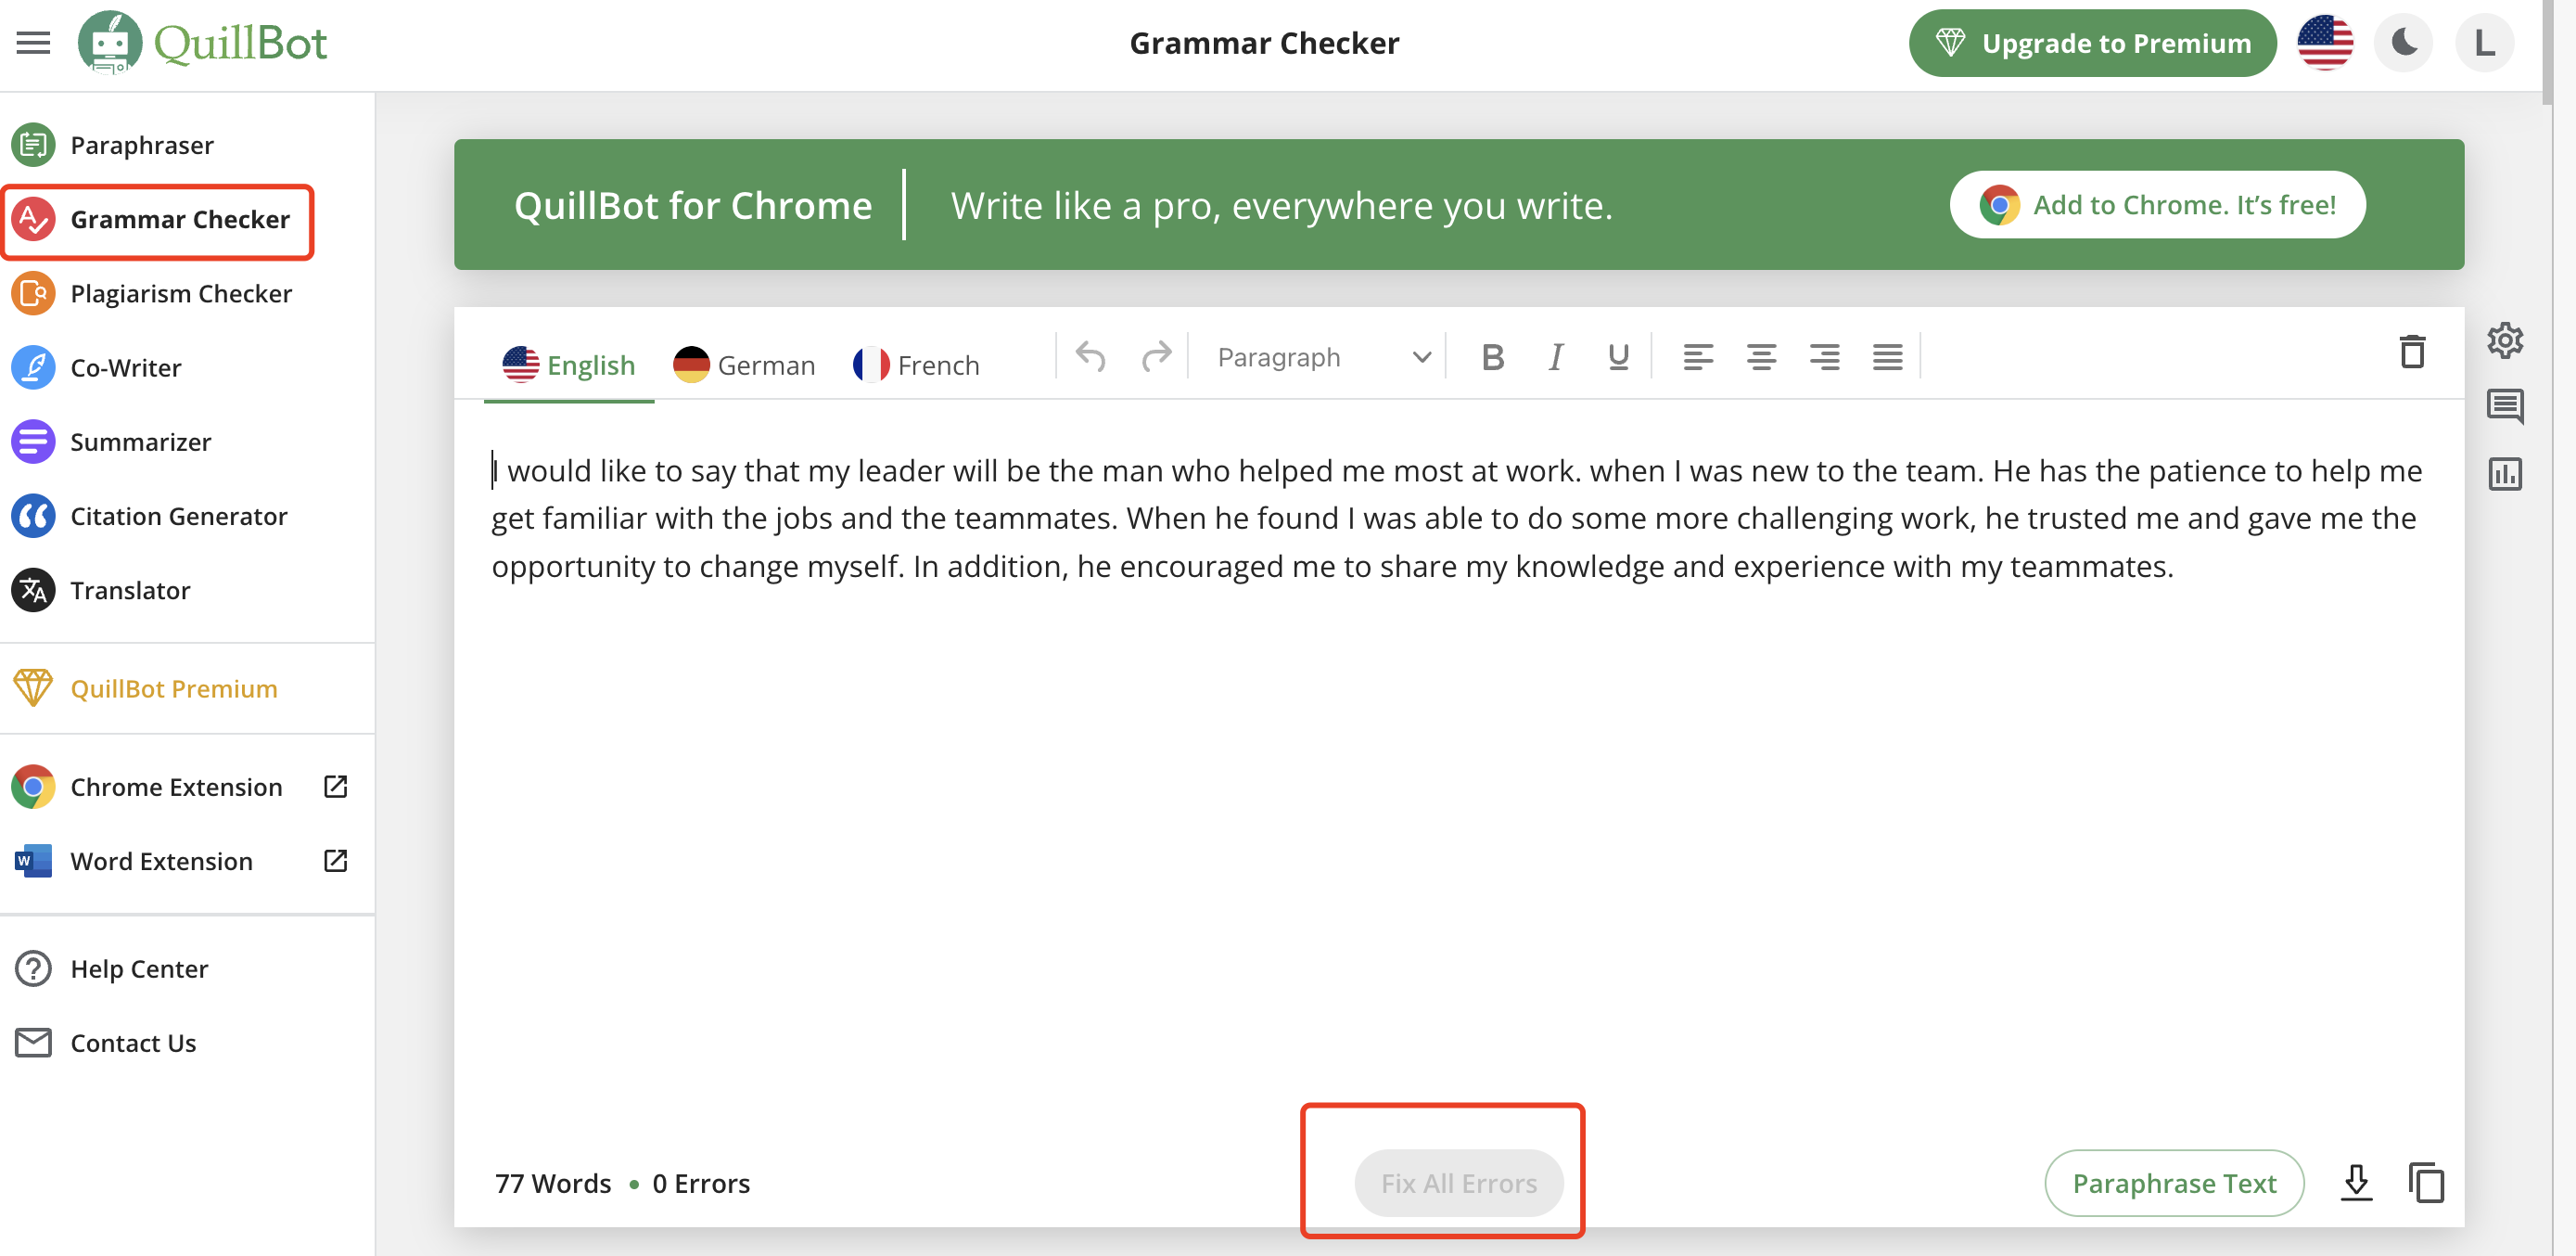 QuillBot
Grammar Checker
Upgrade to Premium
L
Paraphraser
Grammar Checker
Plagiarism Checker
Co-Writer
Summarizer
Citation Generator
Translator
QuillBot Premium
Chrome Extension
Word Extension
Help Center
Contact Us
QuillBot for Chrome
Write like a pro, everywhere you write.
Add to Chrome. It’s free!
English German French Paragraph B I U
I would like to say that my leader will be the man who helped me most at work. when I was new to the team. He has the patience to help me
get familiar with the jobs and the teammates. When he found I was able to do some more challenging work, he trusted me and gave me the
opportunity to change myself. In addition, he encouraged me to share my knowledge and experience with my teammates.
77 Words • 0 Errors
Fix All Errors
Paraphrase Text